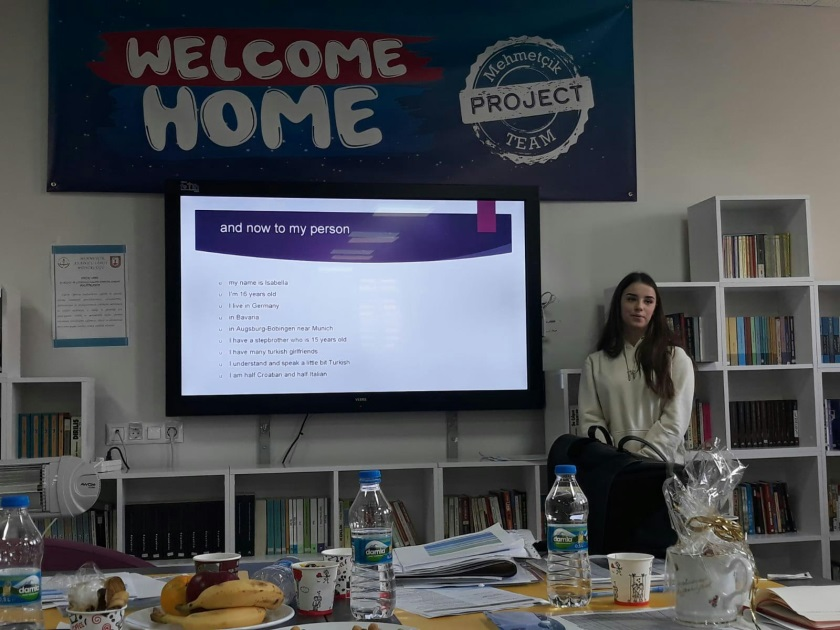 WELCOME
HOME
Mehmetçik
PROJECT
TEAM
and now to my person
my name is Isabella
I'm 16 years old
I live in Germany
in Bavaria
in Augsburg-Bobingen near Munich
I have a stepbrother who is 15 years old
I have many turkish girlfriends
I understand and speak a little bit Turkish
I am half Croatian and half Italian
damla
damla
damla